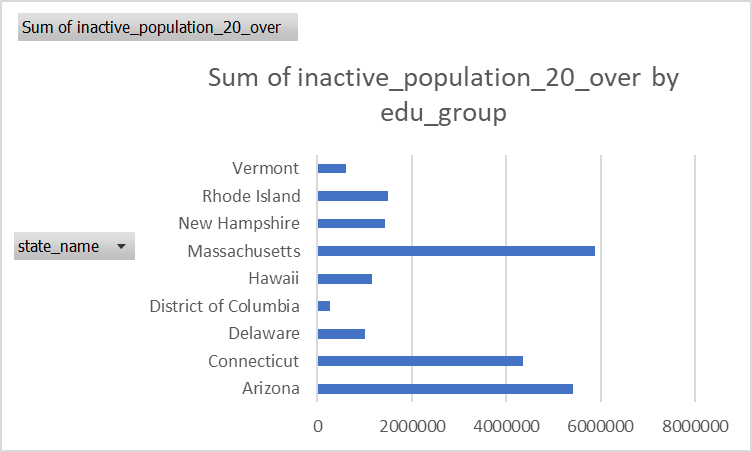 Sum of inactive_population_20_over
Sum of inactive_population_20_over by
edu_group
state_name
Vermont
Rhode Island
New Hampshire
Massachusetts
Hawaii
District of Columbia
Delaware
Connecticut
Arizona
0 2000000 4000000 6000000 8000000